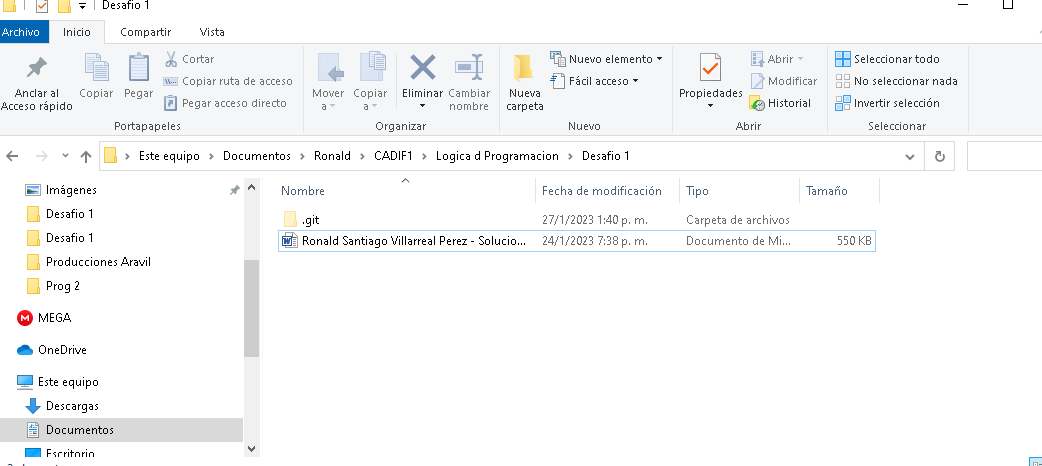 Desafio 1
Archivo Inicio Compartir Vista
Anclar al Acceso rápido
Copiar
Pegar
Cortar
Copiar ruta de acceso
Pegar acceso directo
Portapapeles
Mover a
Copiar a
Eliminar
Cambiar nombre
Organizar
Nueva carpeta
Nuevo elemento
Fácil acceso
Nuevo
Propiedades
Abrir
Modificar
Historial
Abrir
Seleccionar todo
No seleccionar nada
Invertir selección
Seleccionar
Este equipo > Documentos > Ronald > CADIF1 > Logica d Programacion > Desafio 1
Imágenes
Desafio 1
Desafio 1
Producciones Aravil
Prog 2
MEGA
OneDrive
Este equipo
Descargas
Documentos
Escritorio
Nombre Fecha de modificación Tipo Tamaño
.git 27/1/2023 1:40 p. m. Carpeta de archivos
Ronald Santiago Villarreal Perez - Solucio... 24/1/2023 7:38 p. m. Documento de Mi... 550 KB